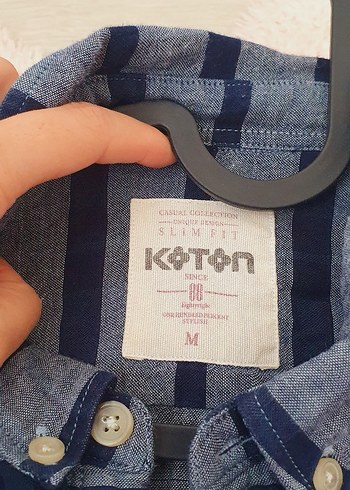 CASUAL COLLECTION
UNIQUE DESIGN
SLIM FIT
KOTON
SINCE
88
eightyeight
ONE HUNDRED PERCENT
STYLISH
M